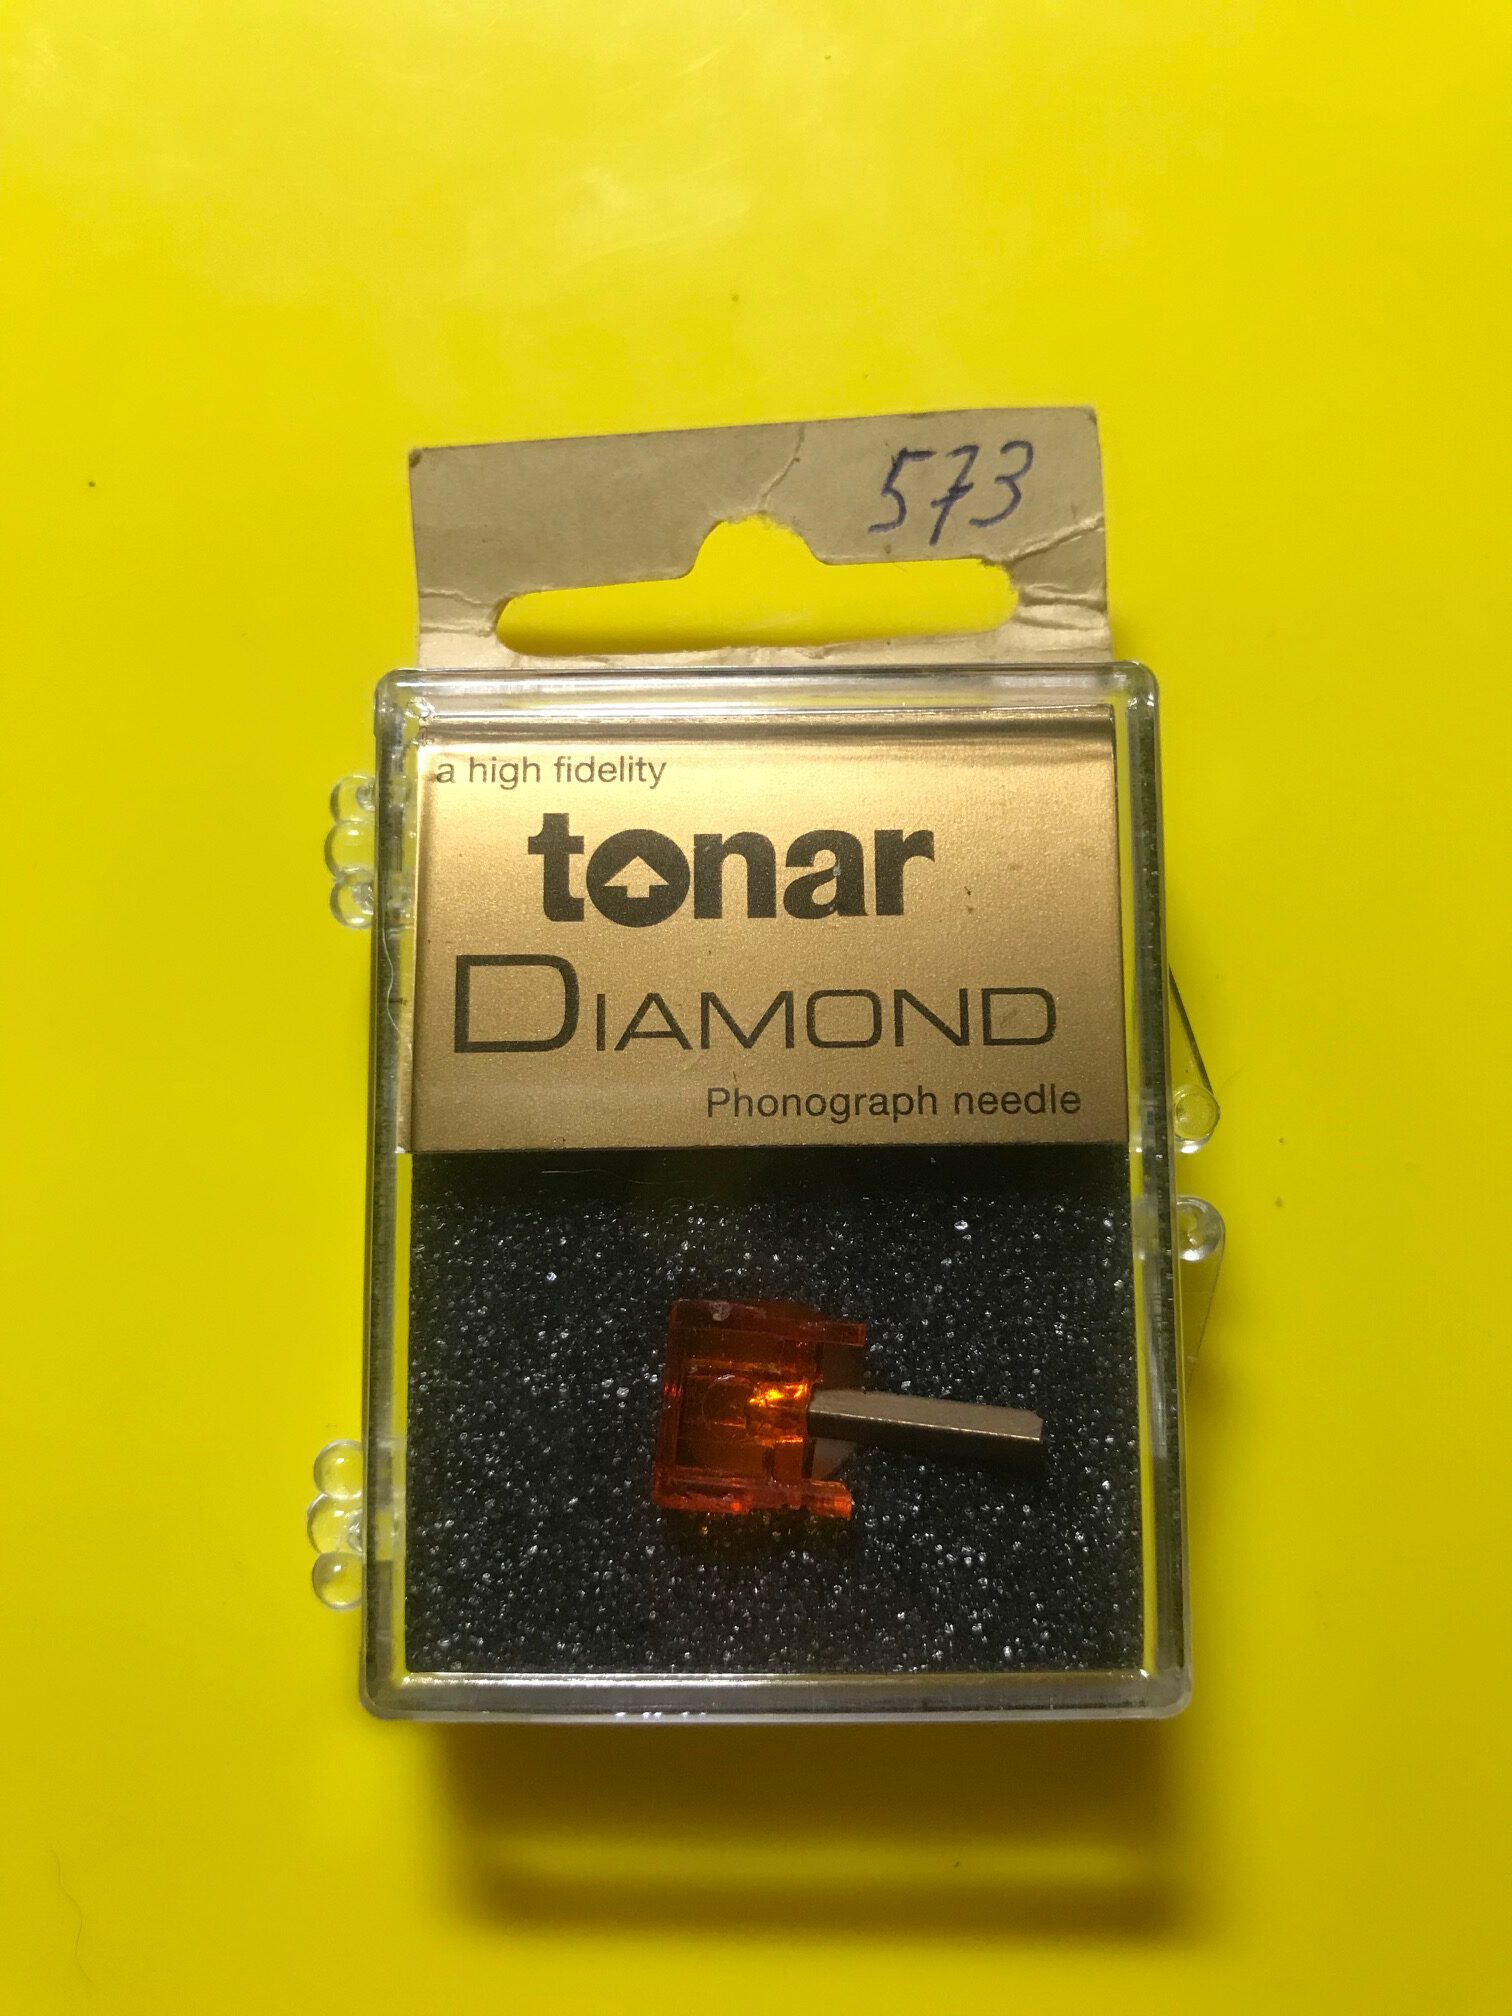 573
a high fidelity
tonar
DIAMOND
Phonograph needle